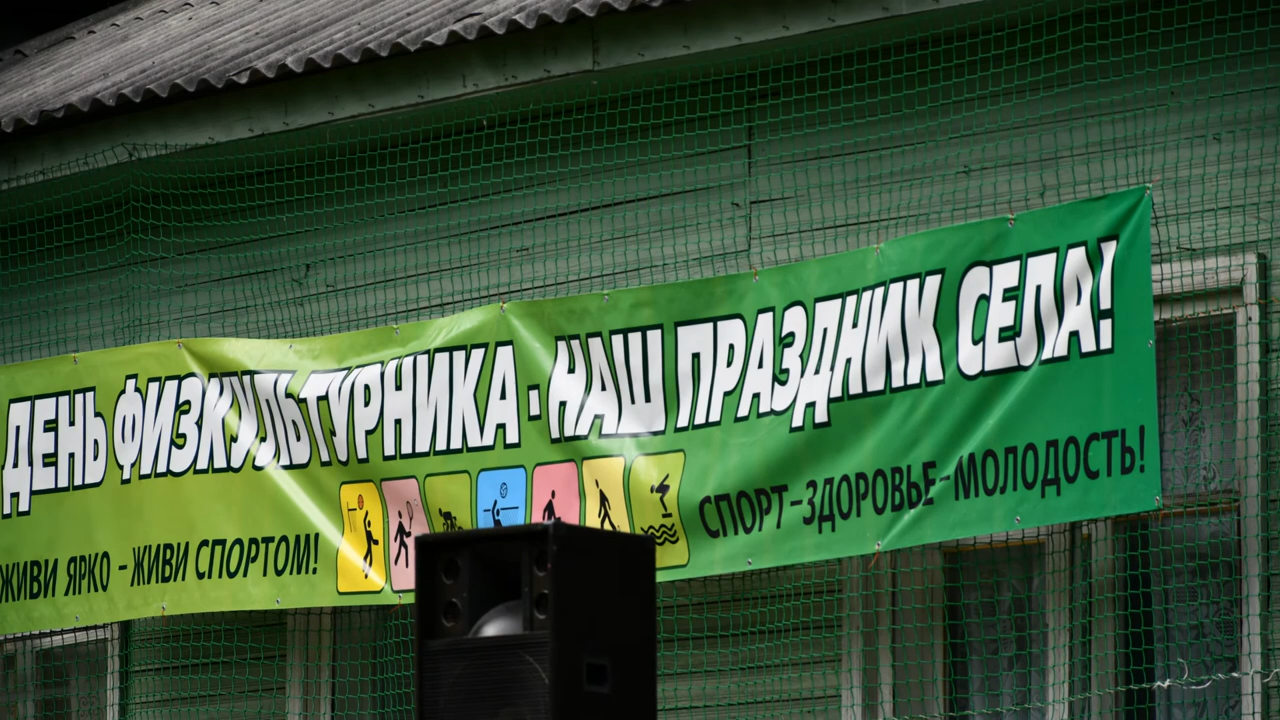 ДЕНЬ ФИЗКУЛЬТУРНИКА - НАШ ПРАЗДНИК СЕЛА!
ЖИВИ ЯРКО - ЖИВИ СПОРТОМ!
СПОРТ-ЗДОРОВЬЕ-МОЛОДОСТЬ!